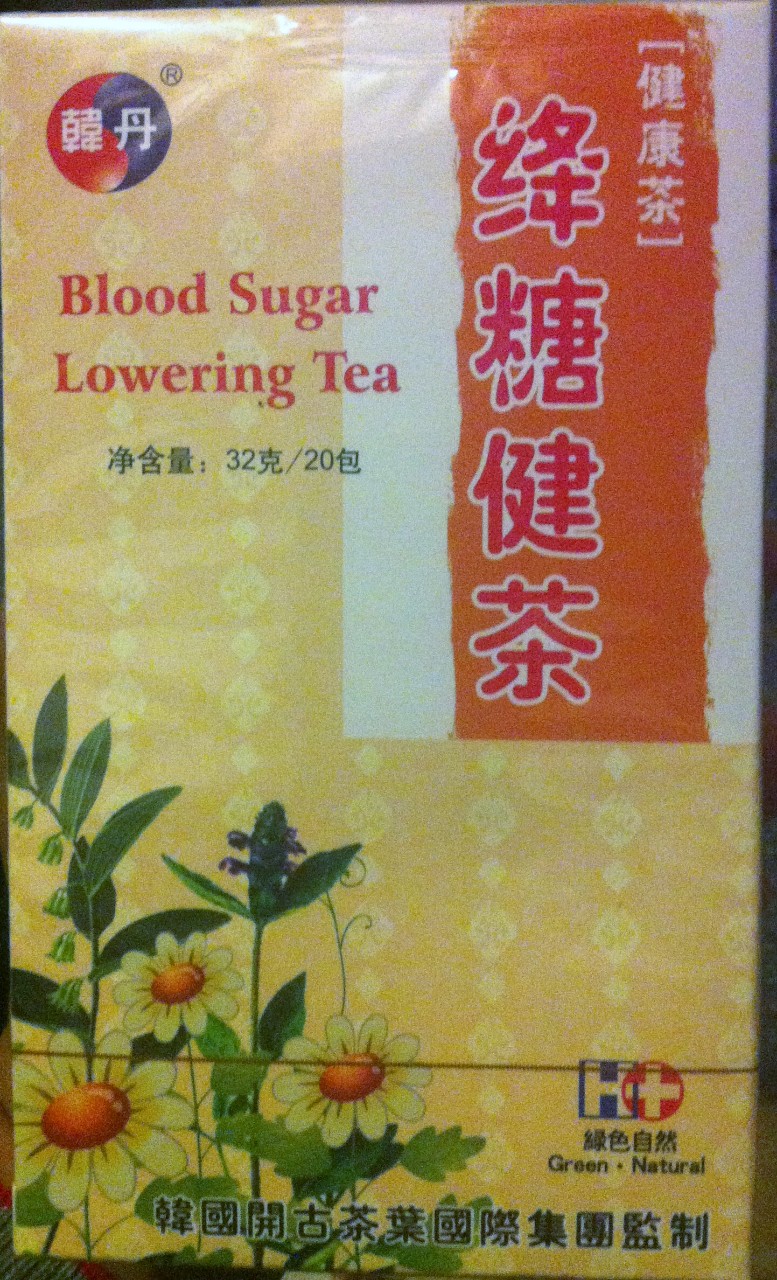 韓丹®
[健康茶]
绛糖健茶
Blood Sugar
Lowering Tea
净含量：32克/20包
H+
緑色自然
Green · Natural
韓國開古茶葉國際集團監制